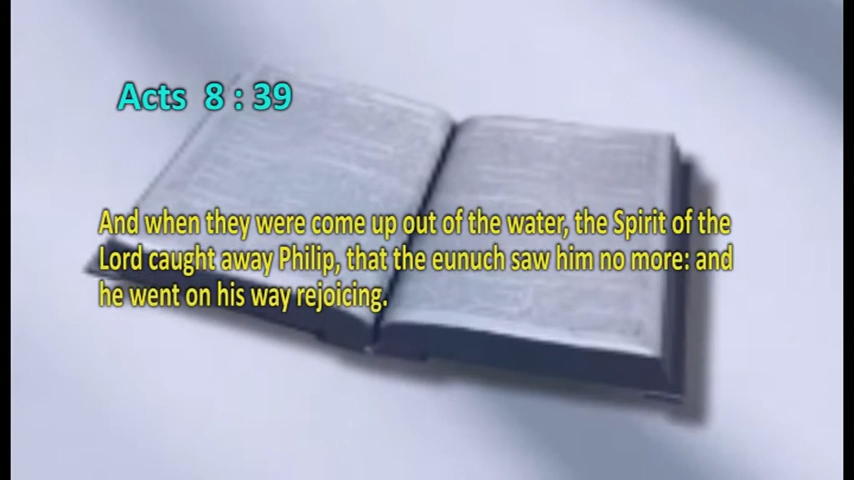 Acts 8 : 39
And when they were come up out of the water, the Spirit of the
Lord caught away Philip, that the eunuch saw him no more: and
he went on his way rejoicing.